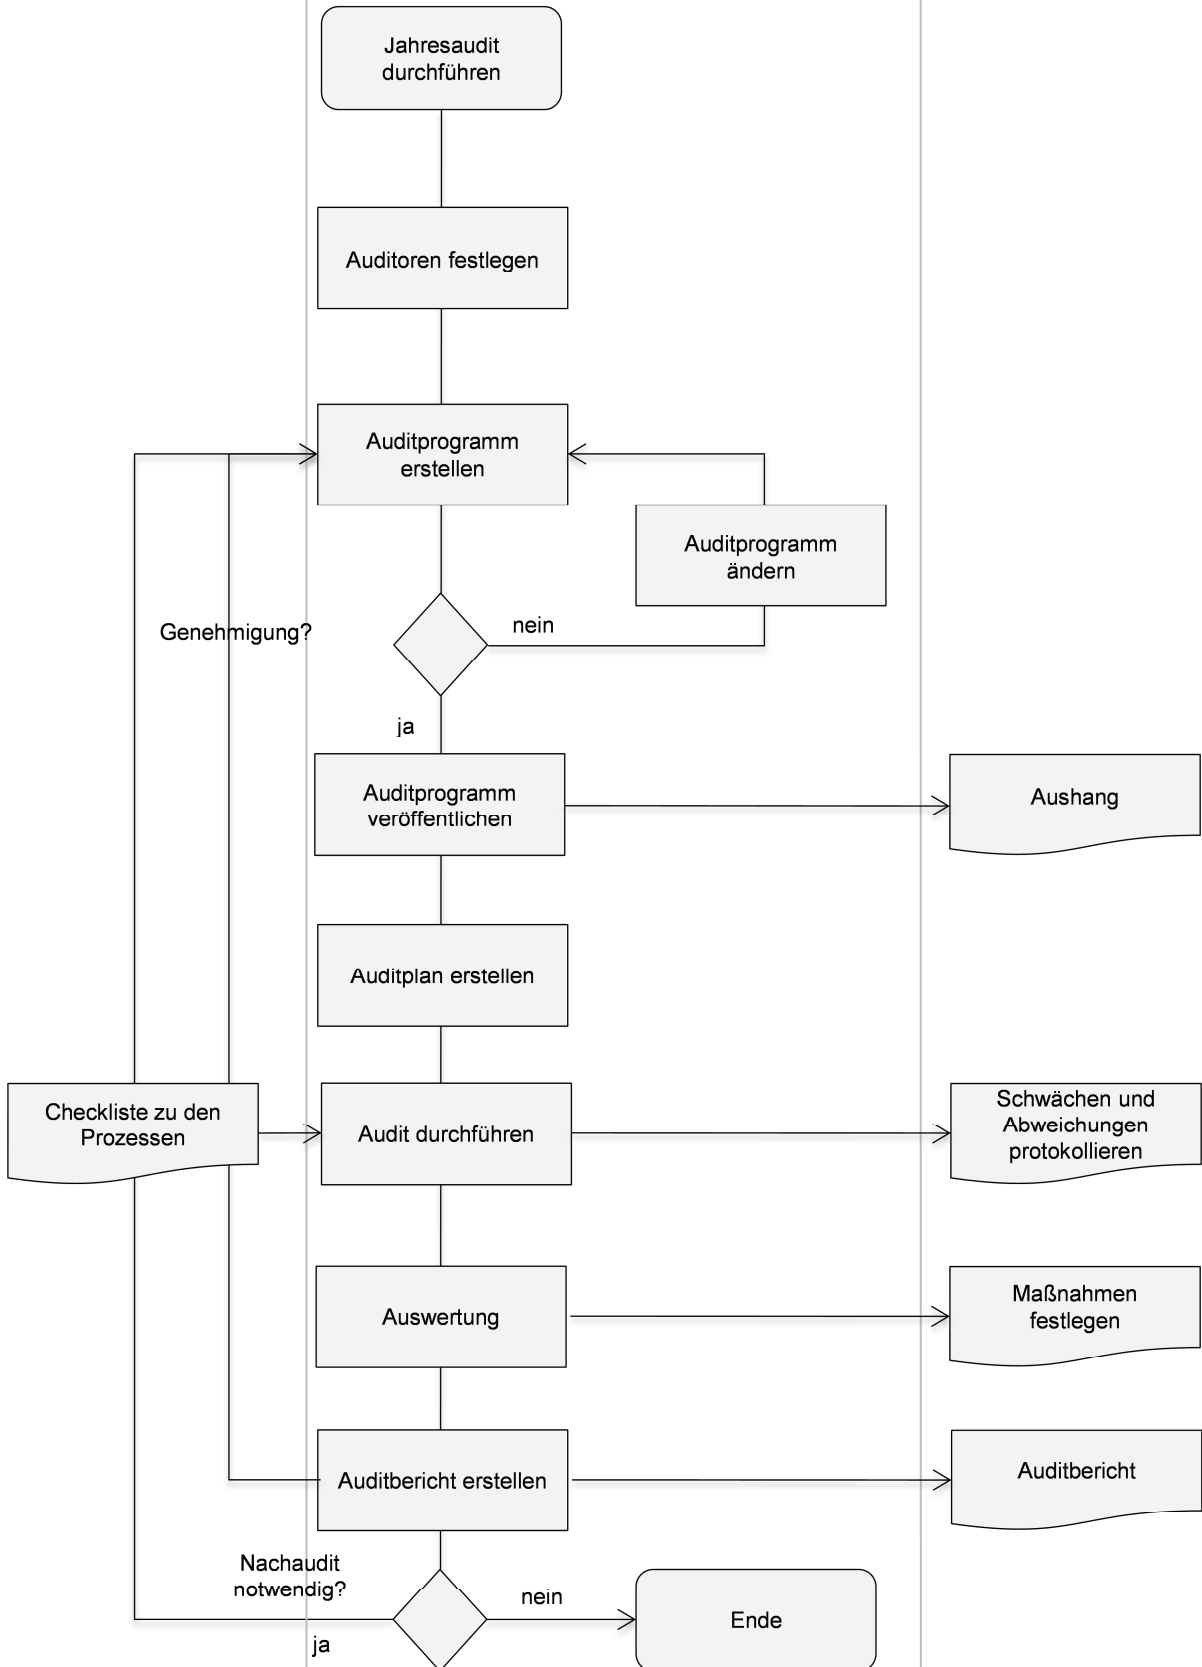 Jahresaudit
durchführen
Auditoren festlegen
Auditprogramm
erstellen
Auditprogramm
ändern
Genehmigung?
nein
ja
Auditprogramm
veröffentlichen
Aushang
Auditplan erstellen
Checkliste zu den
Prozessen
Audit durchführen
Schwächen und
Abweichungen
protokollieren
Auswertung
Maßnahmen
festlegen
Auditbericht erstellen
Auditbericht
Nachaudit
notwendig?
nein
Ende
ja